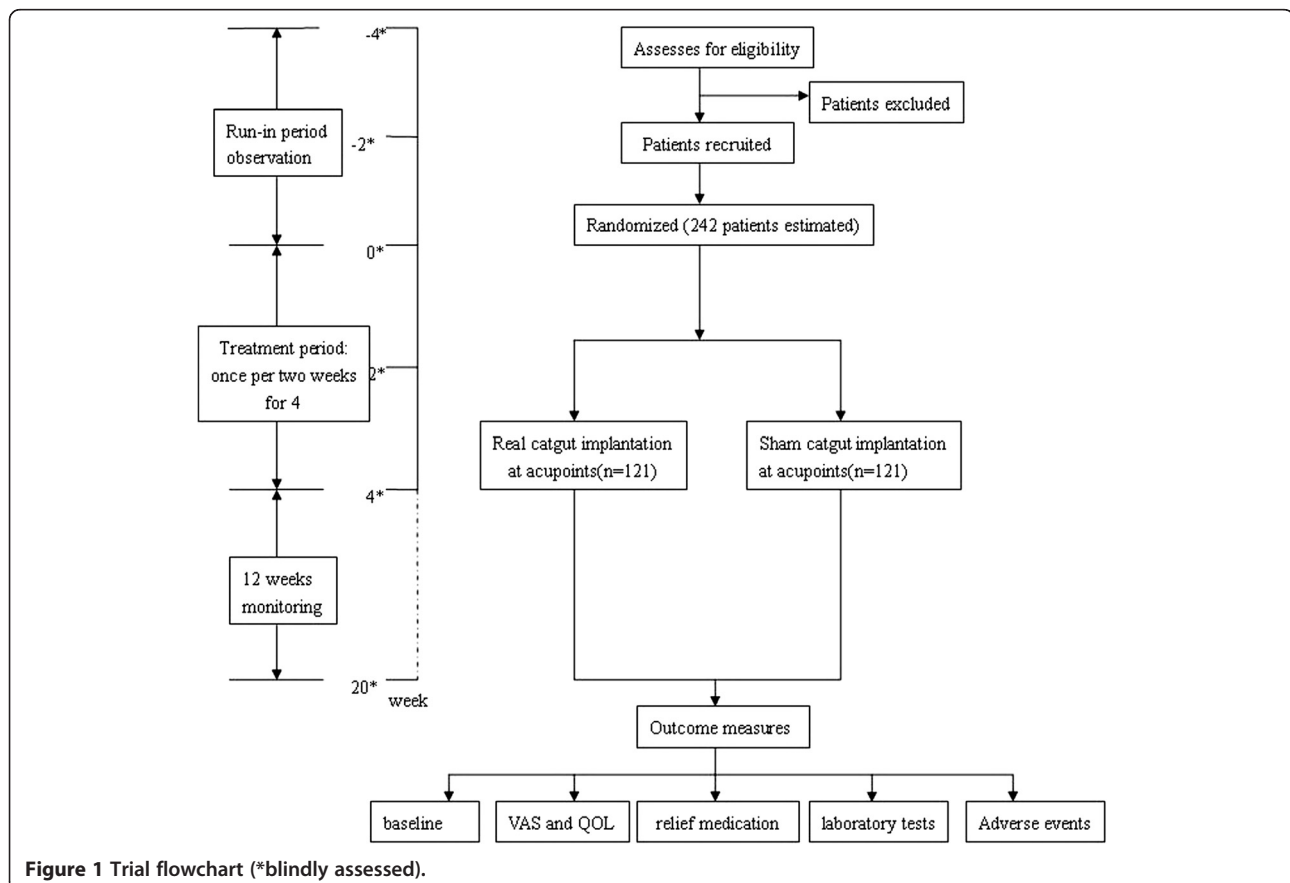 -4*
Run-in period
observation
-2*
0*
Treatment period:
once per two weeks
for 4
2*
4*
12 weeks
monitoring
20*
week
Assesses for eligibility
Patients excluded
Patients recruited
Randomized (242 patients estimated)
Real catgut implantation
at acupoints(n=121)
Sham catgut implantation
at acupoints(n=121)
Outcome measures
baseline
VAS and QOL
relief medication
laboratory tests
Adverse events
Figure 1 Trial flowchart (*blindly assessed).